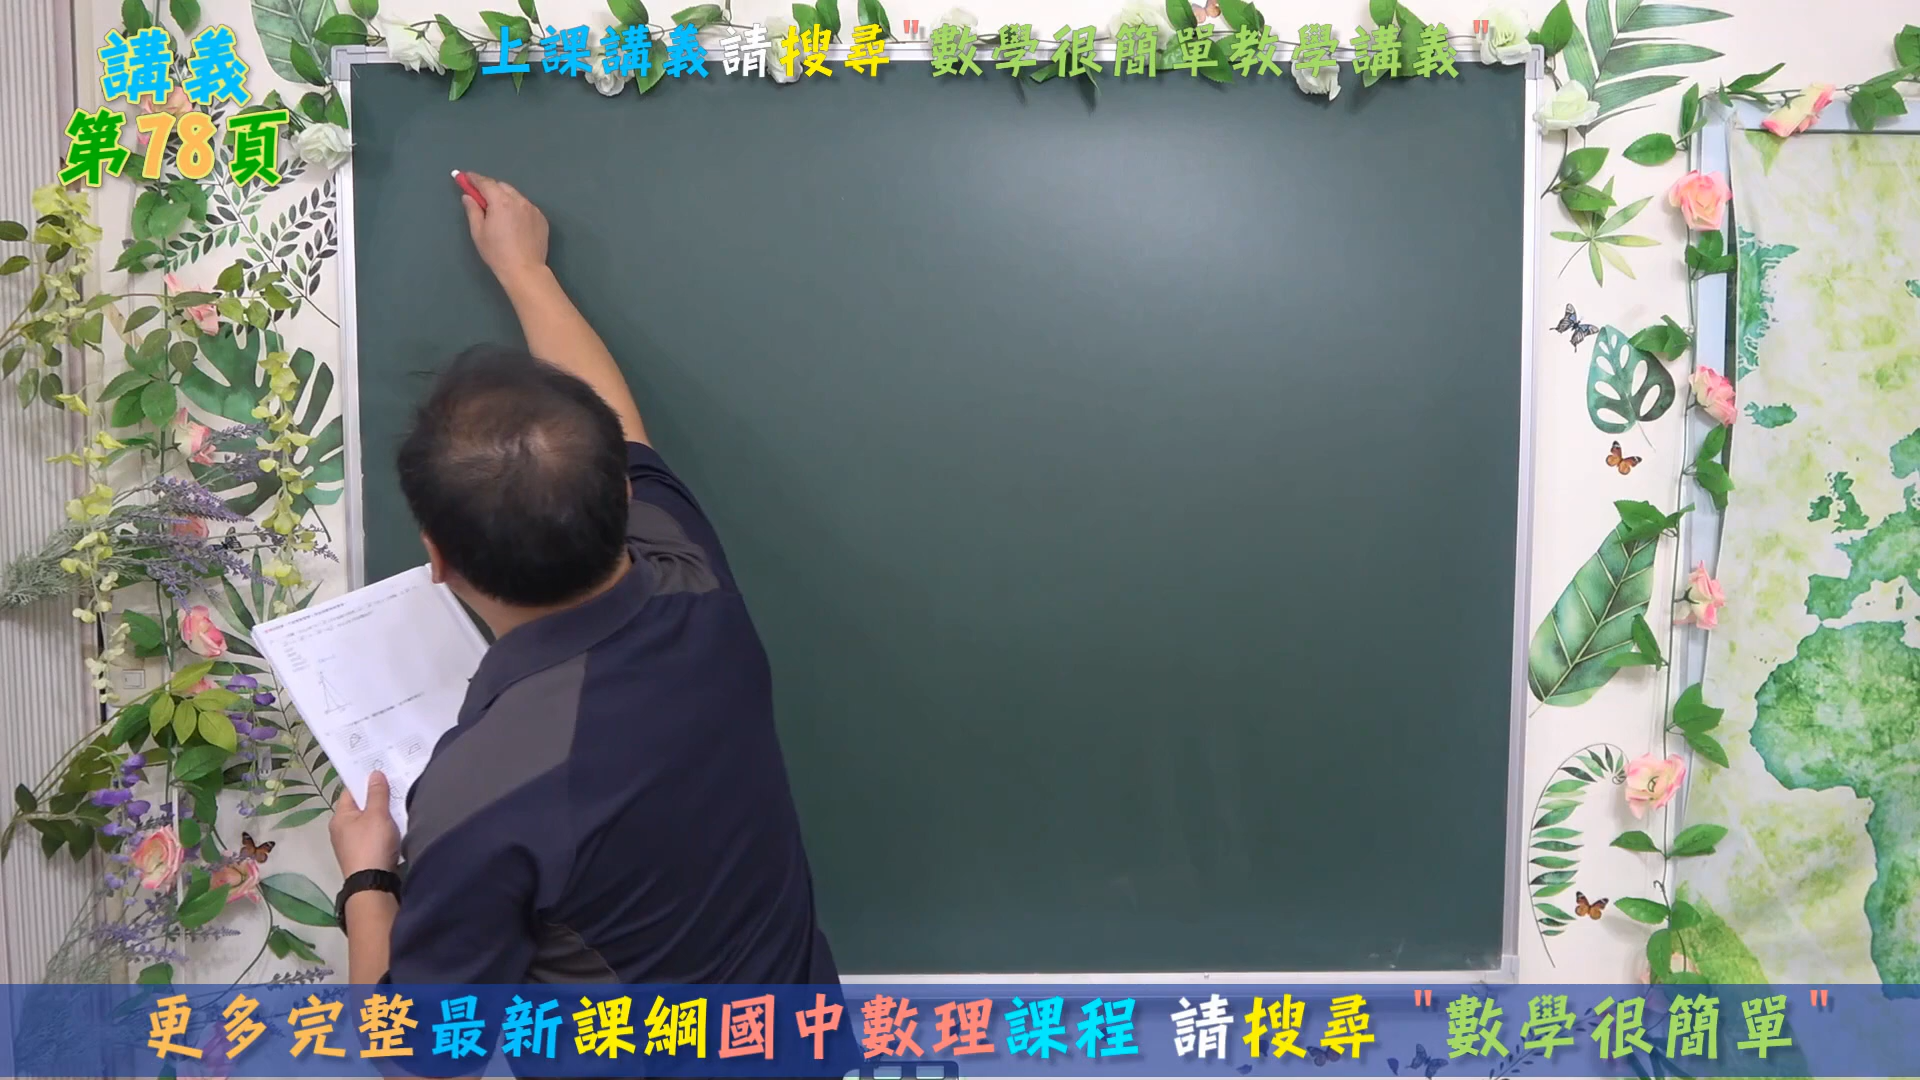 講義
第78頁
上課講義請搜尋"數學很簡單教學講義"
更多完整最新課綱國中數理課程 請搜尋 "數學很簡單"